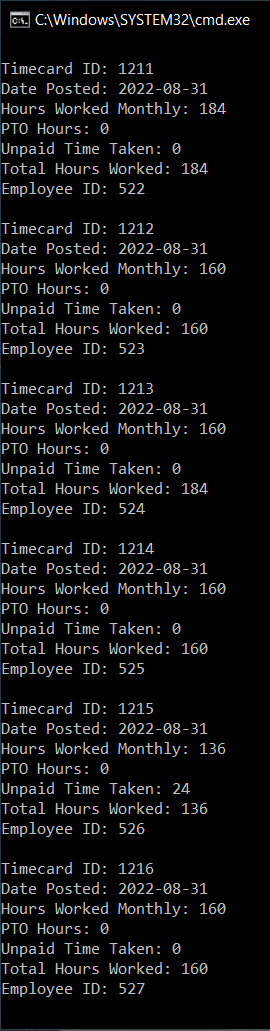 C:\Windows\SYSTEM32\cmd.exe
Timecard ID: 1211
Date Posted: 2022-08-31
Hours Worked Monthly: 184
PTO Hours: 0
Unpaid Time Taken: 0
Total Hours Worked: 184
Employee ID: 522
Timecard ID: 1212
Date Posted: 2022-08-31
Hours Worked Monthly: 160
PTO Hours: 0
Unpaid Time Taken: 0
Total Hours Worked: 160
Employee ID: 523
Timecard ID: 1213
Date Posted: 2022-08-31
Hours Worked Monthly: 160
PTO Hours: 0
Unpaid Time Taken: 0
Total Hours Worked: 184
Employee ID: 524
Timecard ID: 1214
Date Posted: 2022-08-31
Hours Worked Monthly: 160
PTO Hours: 0
Unpaid Time Taken: 0
Total Hours Worked: 160
Employee ID: 525
Timecard ID: 1215
Date Posted: 2022-08-31
Hours Worked Monthly: 136
PTO Hours: 0
Unpaid Time Taken: 24
Total Hours Worked: 136
Employee ID: 526
Timecard ID: 1216
Date Posted: 2022-08-31
Hours Worked Monthly: 160
PTO Hours: 0
Unpaid Time Taken: 0
Total Hours Worked: 160
Employee ID: 527